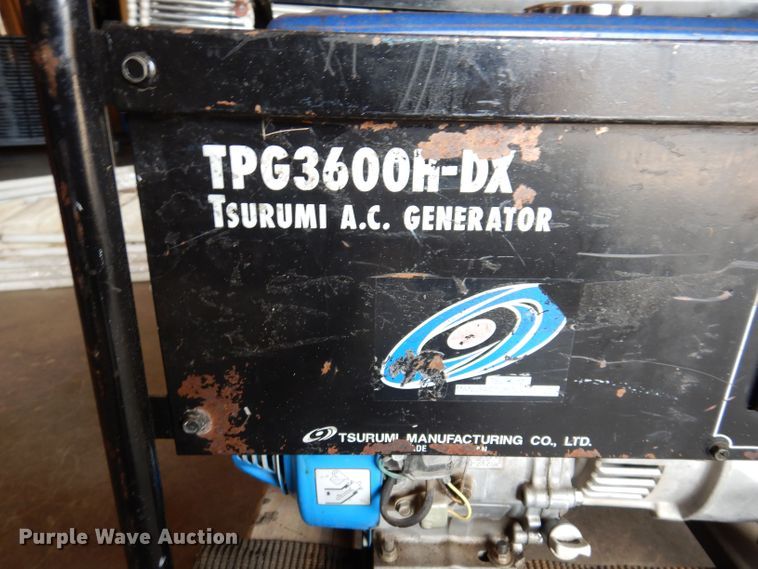 TPG3600H-DX
TSURUMI A.C. GENERATOR
TSURUMI MANUFACTURING CO., LTD.
Purple Wave Auction